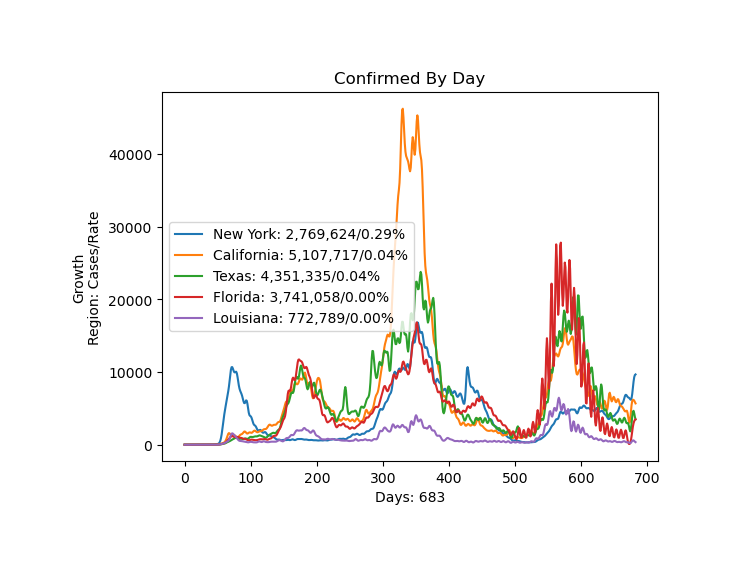 Confirmed By Day
Growth
Region: Cases/Rate
40000
30000
20000
10000
0
New York: 2,769,624/0.29%
California: 5,107,717/0.04%
Texas: 4,351,335/0.04%
Florida: 3,741,058/0.00%
Louisiana: 772,789/0.00%
0 100 200 300 400 500 600 700
Days: 683